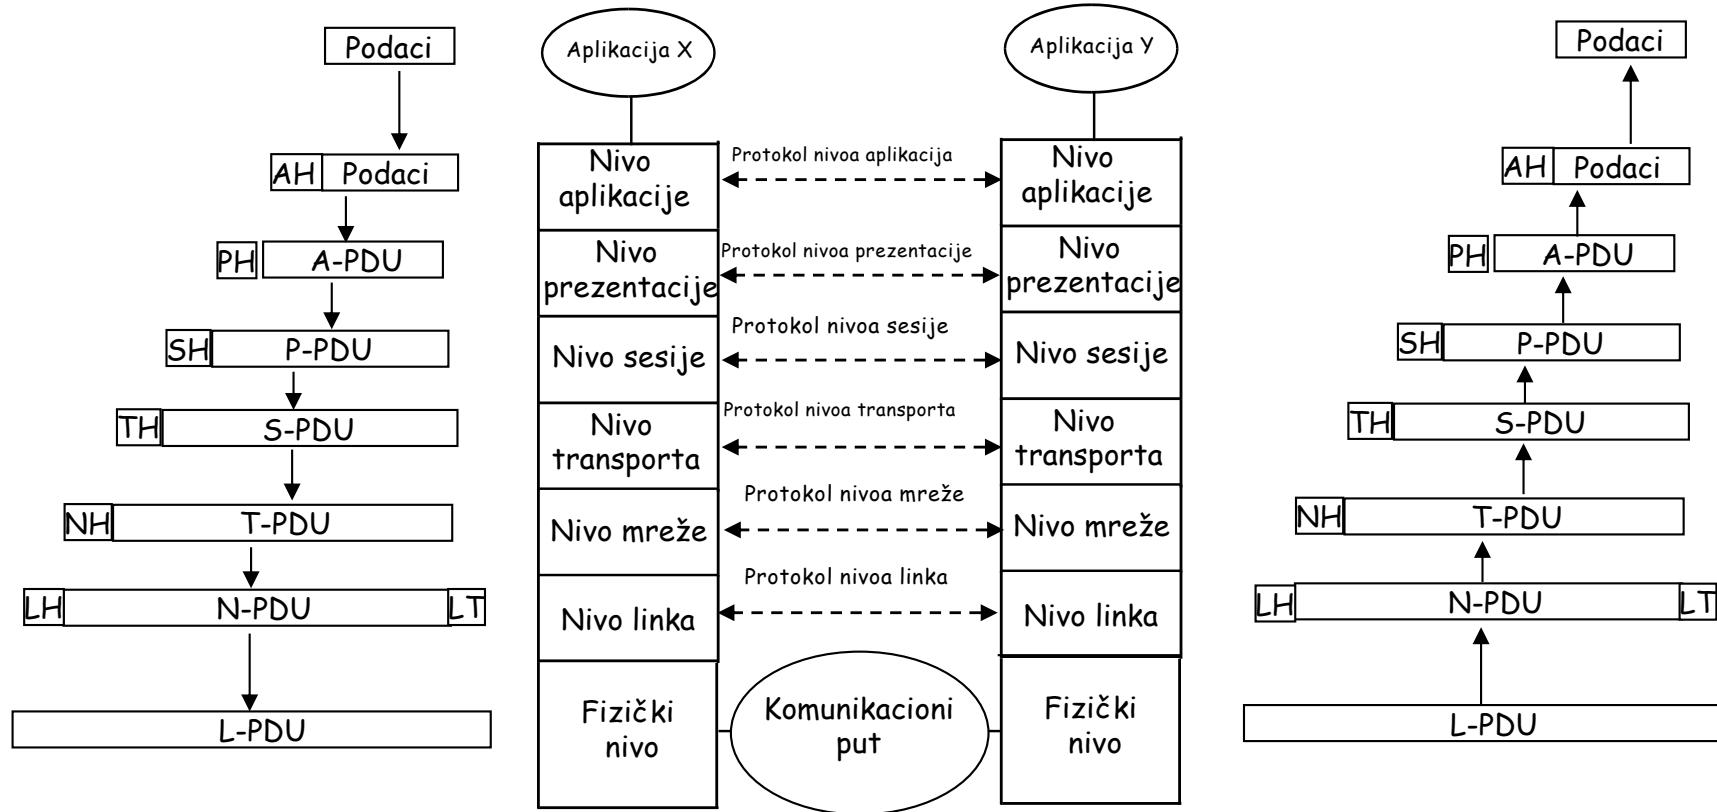 Podaci
AH Podaci
PH A-PDU
SH P-PDU
TH S-PDU
NH T-PDU
LH N-PDU LT
L-PDU
Aplikacija X
Nivo
aplikacije
Nivo
prezentacije
Nivo sesije
Nivo
transporta
Nivo mreže
Nivo linka
Fizički
nivo
Protokol nivoa aplikacija
Protokol nivoa prezentacije
Protokol nivoa sesije
Protokol nivoa transporta
Protokol nivoa mreže
Protokol nivoa linka
Komunikacioni
put
Aplikacija Y
Nivo
aplikacije
Nivo
prezentacije
Nivo sesije
Nivo
transporta
Nivo mreže
Nivo linka
Fizički
nivo
Podaci
AH Podaci
PH A-PDU
SH P-PDU
TH S-PDU
NH T-PDU
LH N-PDU LT
L-PDU